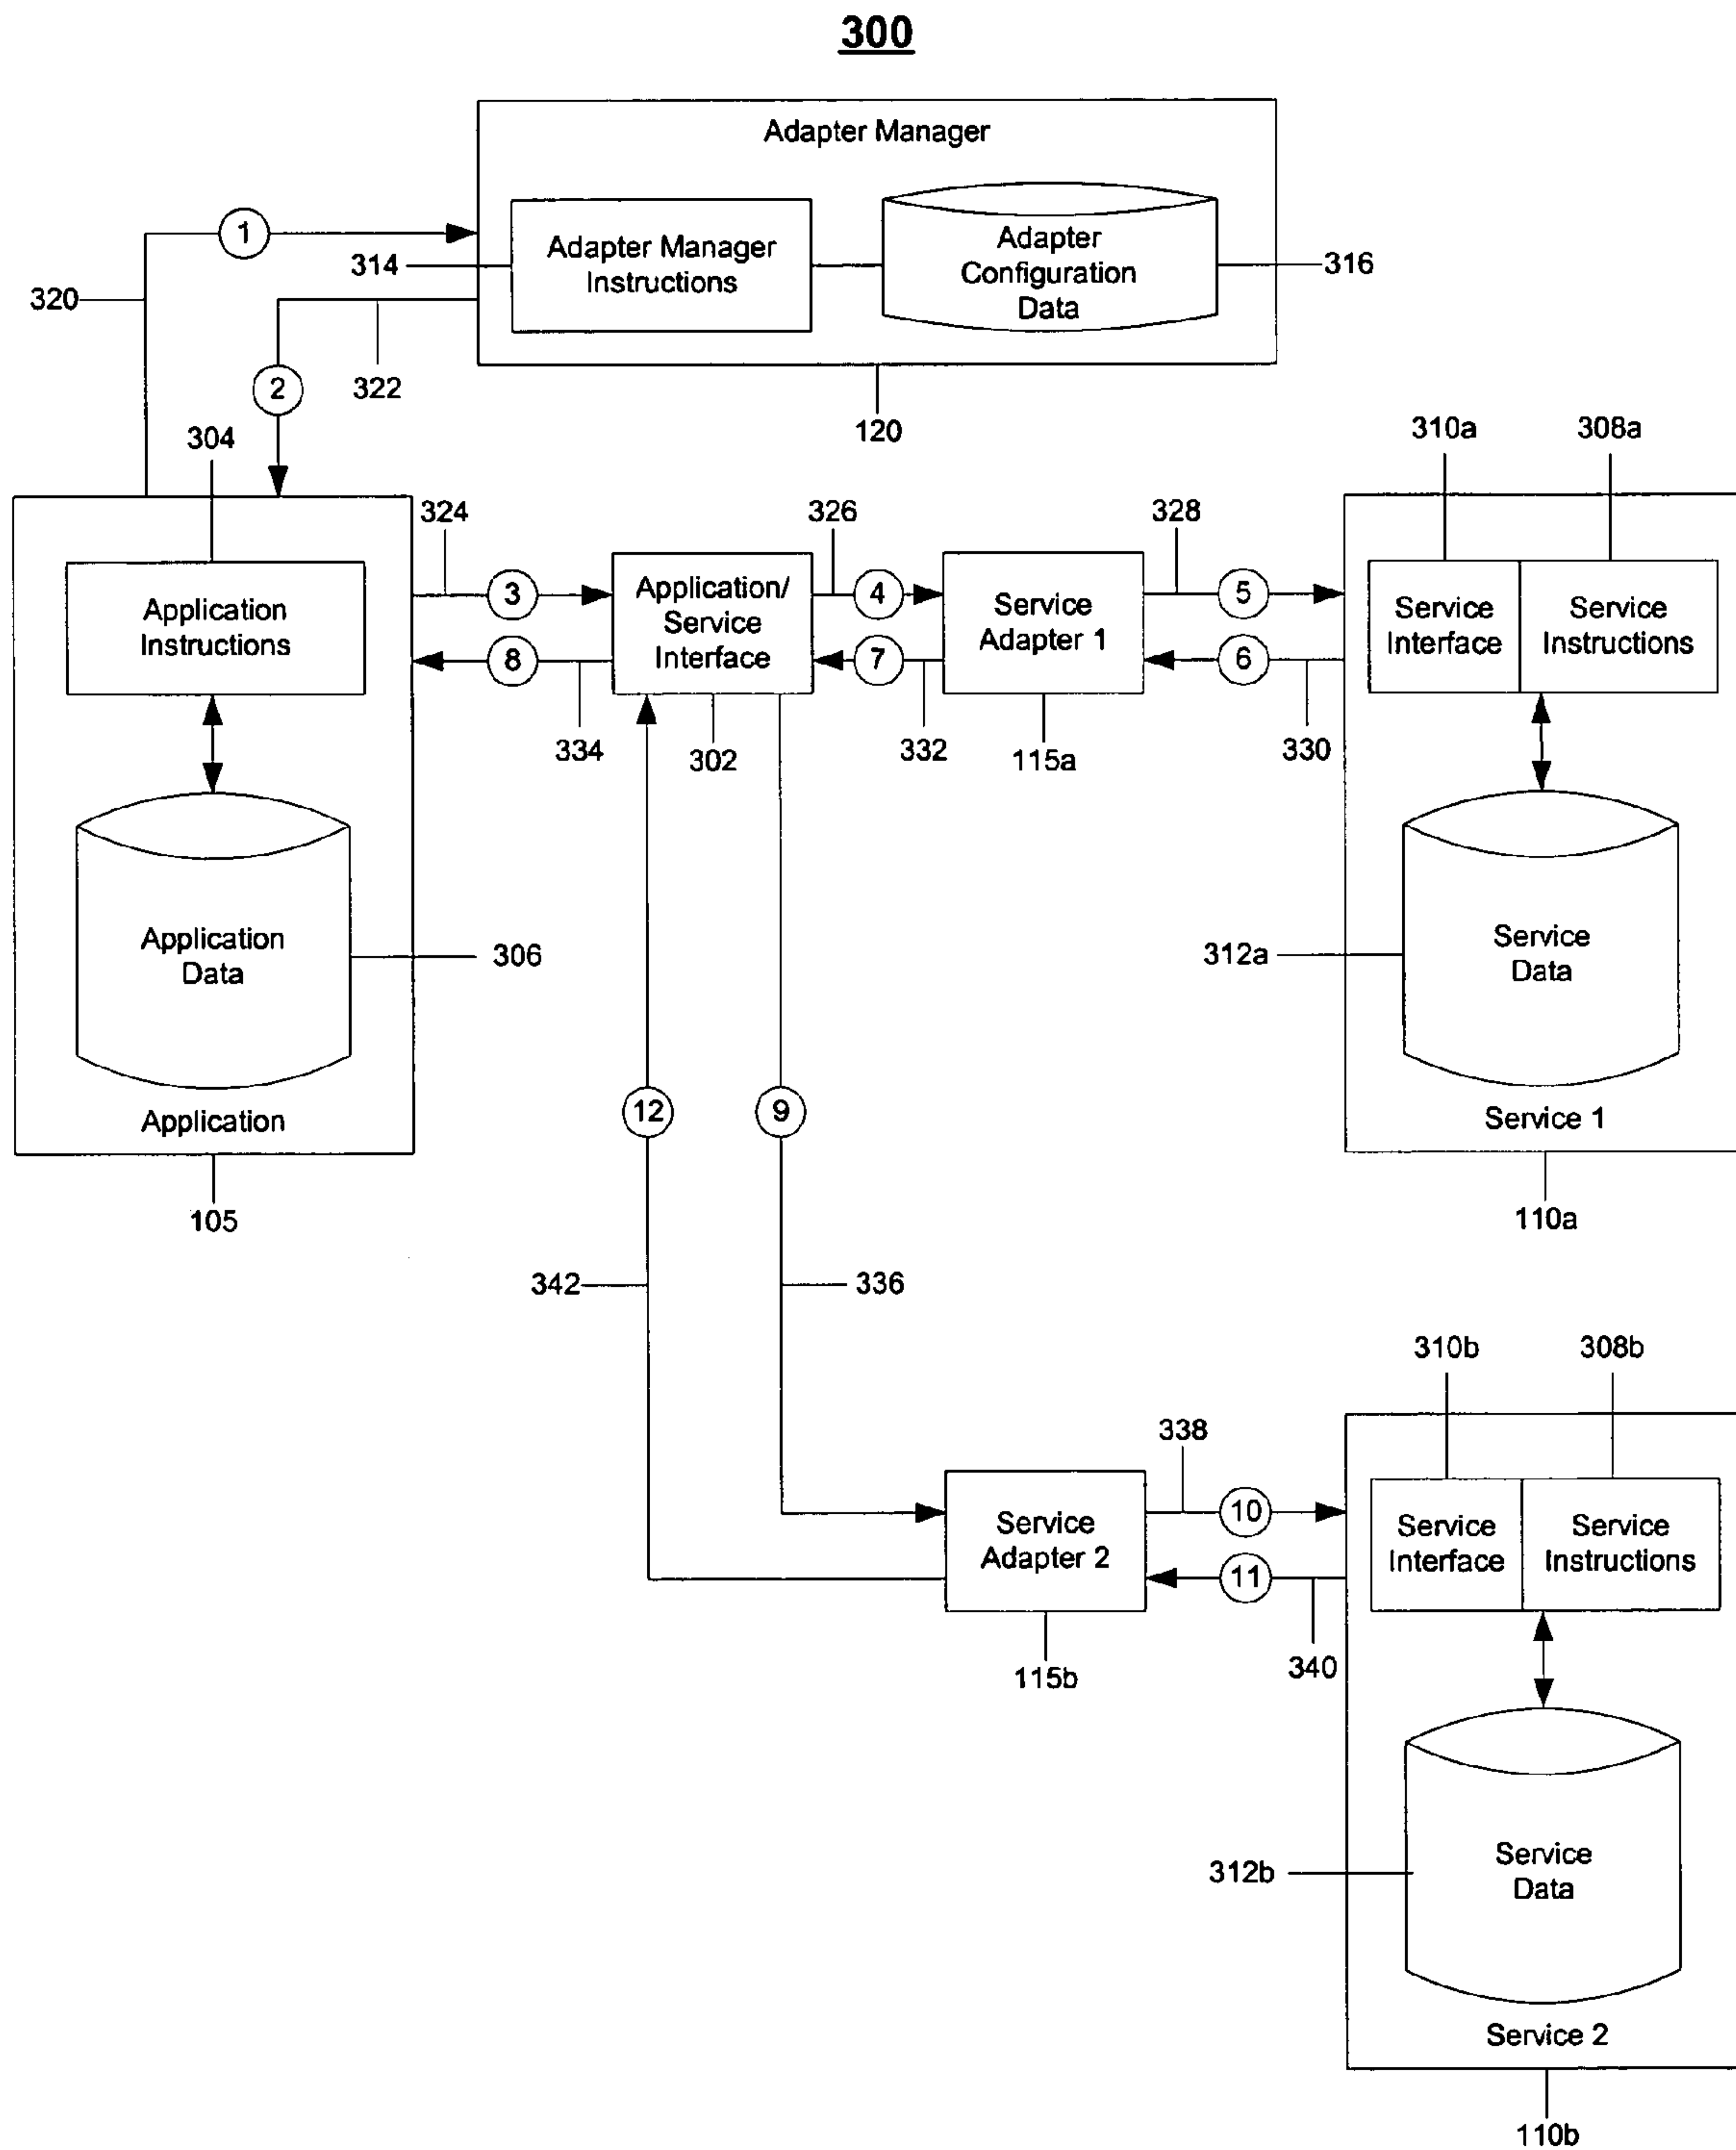 300
Adapter Manager
1
Adapter Manager
Instructions
Adapter
Configuration
Data
314
316
320
2
322
120
304
310a
308a
324
326
328
Application
Instructions
3
Application/
Service
Interface
4
Service
Adapter 1
5
Service
Interface
Service
Instructions
8
7
6
334
302
332
115a
330
Application
Data
306
312a
Service
Data
Application
12
9
Service 1
105
110a
342
336
310b
308b
338
Service
Adapter 2
10
Service
Interface
Service
Instructions
11
115b
340
312b
Service
Data
Service 2
110b